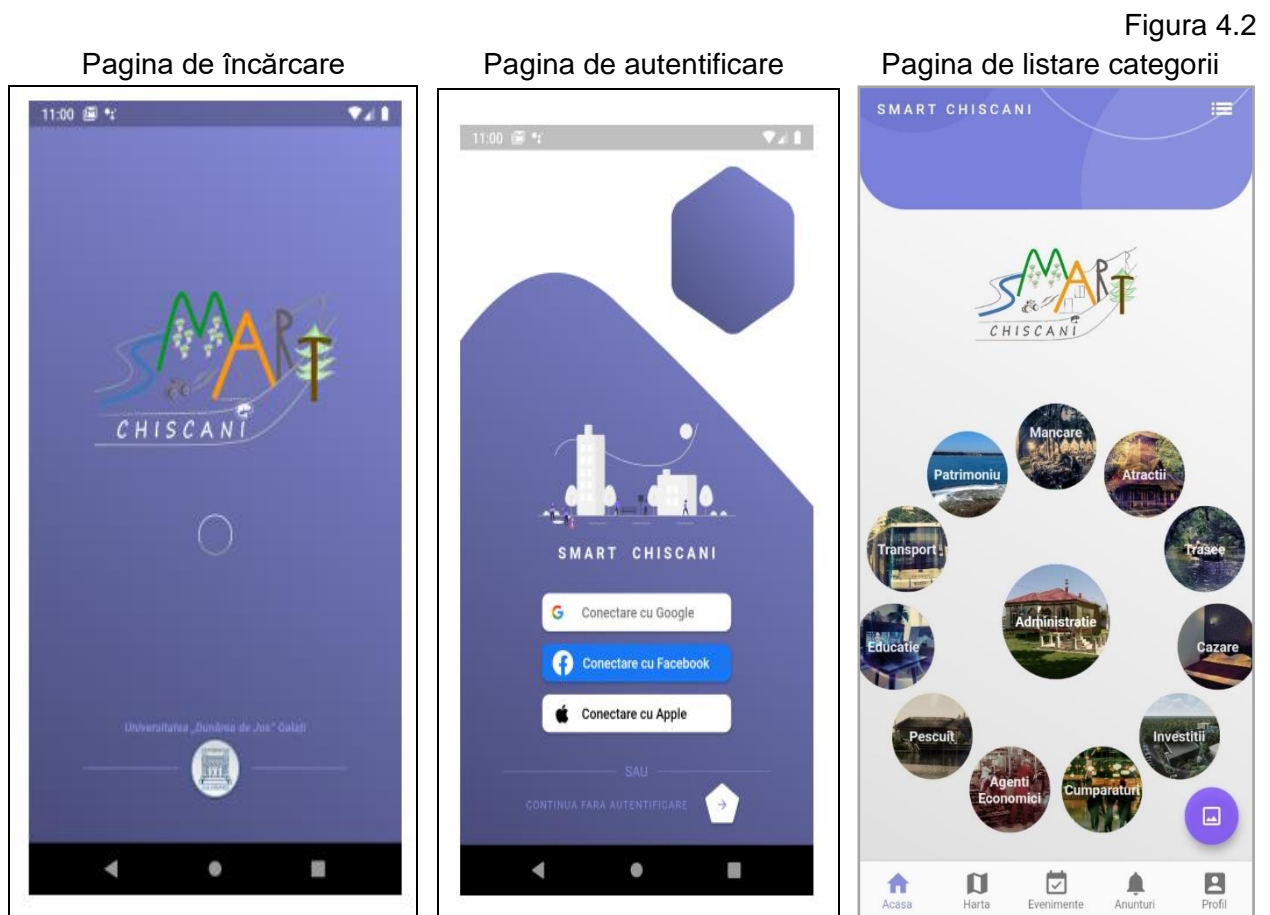 Figura 4.2
Pagina de încărcare
Pagina de autentificare
Pagina de listare categorii
11:00
SMART
CHISCANI
Universitatea „Dunărea de Jos" Galați
11:00
SMART CHISCANI
Conectare cu Google
Conectare cu Facebook
Conectare cu Apple
SAU
CONTINUA FARA AUTENTIFICARE
SMART CHISCANI
SMART
CHISCANI
Mancare
Patrimoniu
Atractii
Transport
Trasee
Administratie
Educatie
Cazare
Pescuit
Investitii
Agenti
Economici
Cumparaturi
Acasa
Harta
Evenimente
Anunturi
Profil